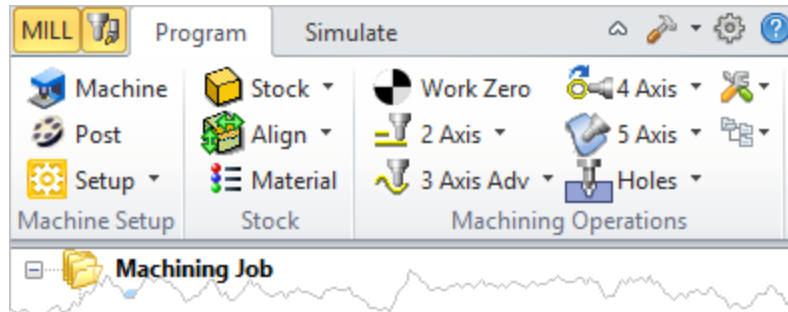 MILL Program Simulate
Machine Stock Work Zero 4 Axis
Post Align 2 Axis 5 Axis
Setup Material 3 Axis Adv Holes
Machine Setup Stock Machining Operations
Machining Job